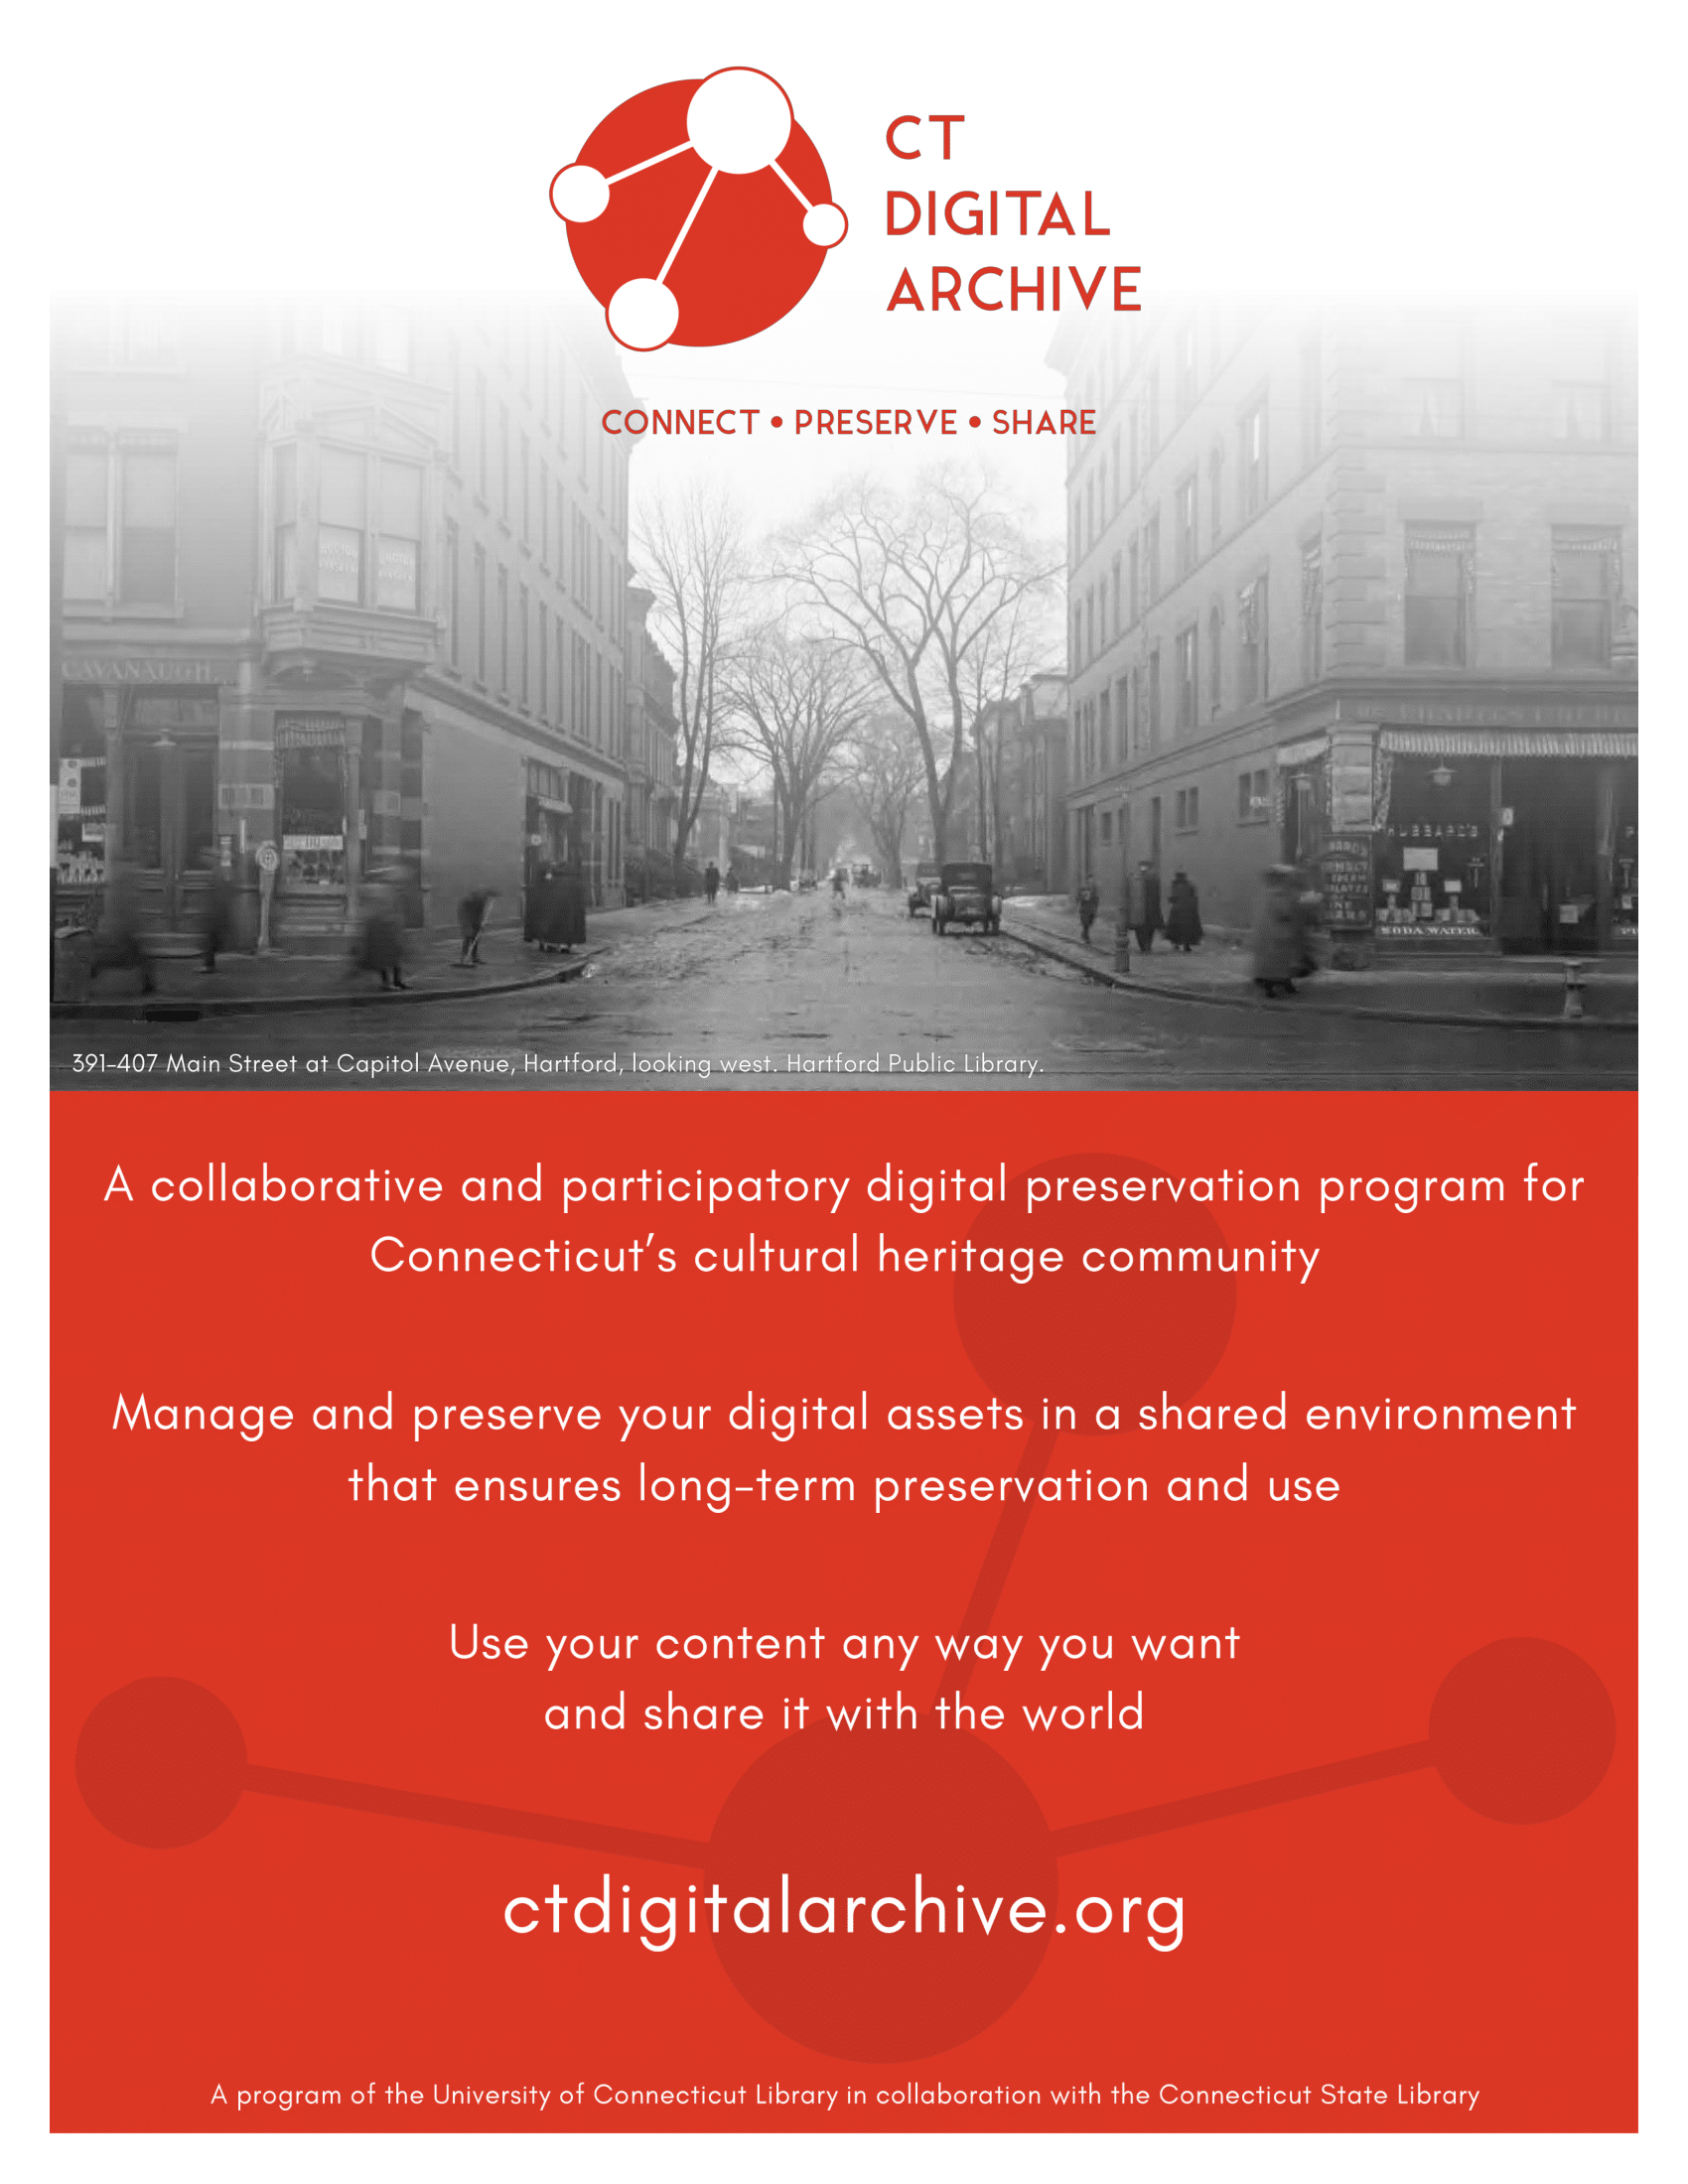 CT
DIGITAL
ARCHIVE
CONNECT • PRESERVE • SHARE
CAVANAUGH.
SODA WATER
391-407 Main Street at Capitol Avenue, Hartford, looking west. Hartford Public Library.
A collaborative and participatory digital preservation program for
Connecticut's cultural heritage community
Manage and preserve your digital assets in a shared environment
that ensures long-term preservation and use
Use your content any way you want
and share it with the world
ctdigitalarchive.org
A program of the University of Connecticut Library in collaboration with the Connecticut State Library